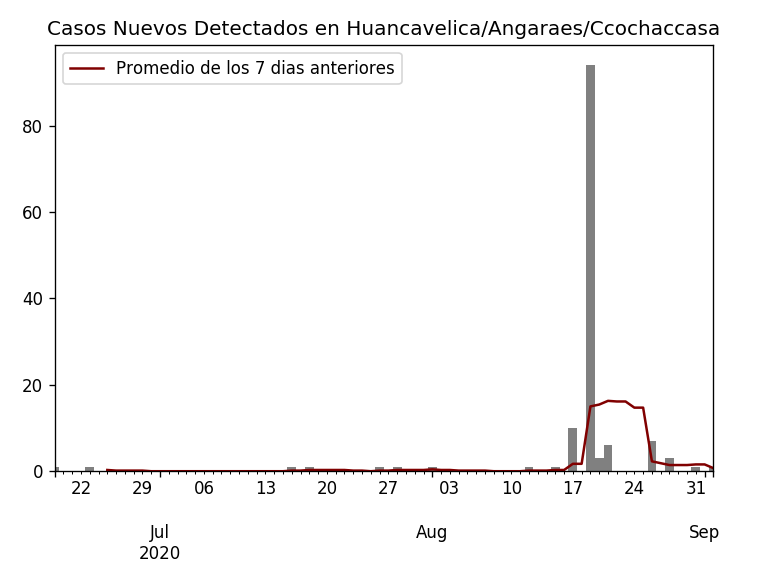 Casos Nuevos Detectados en Huancavelica/Angaraes/Ccochaccasa
Promedio de los 7 dias anteriores
80
60
40
20
0
22 29 06 13 20 27 03 10 17 24 31
Jul Aug Sep
2020